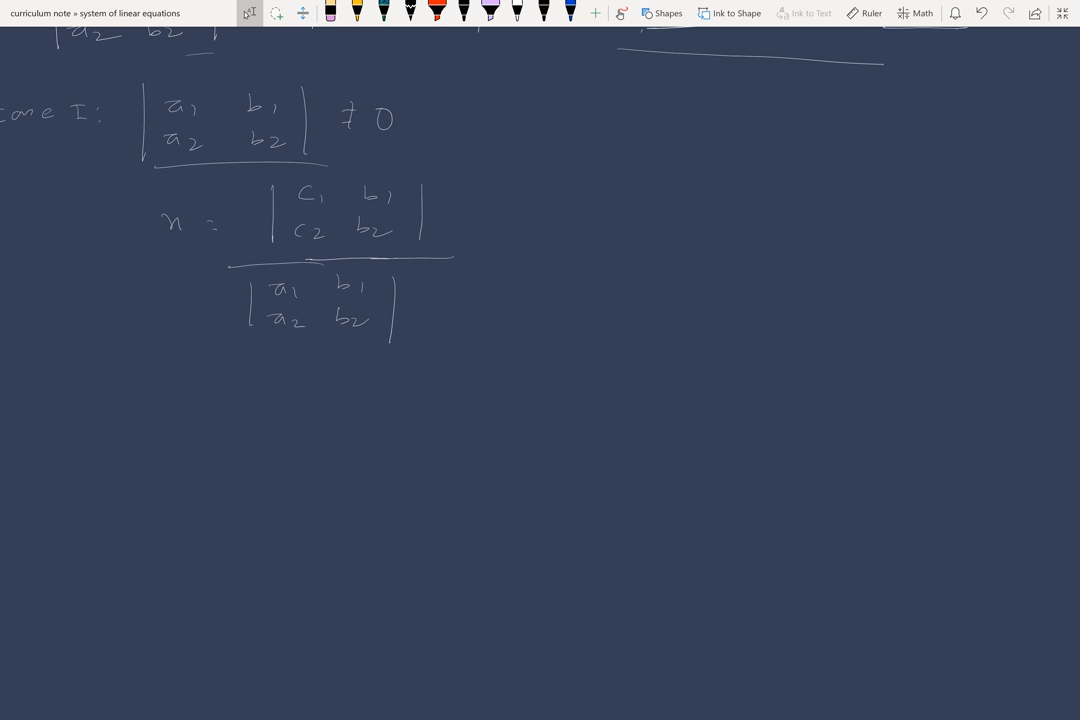 curriculum note » system of linear equations
Shapes
Ink to Shape
Ink to Text
Ruler
Math
| a2 b2 |
Case I: | a1 b1 | ≠ 0
| a2 b2 |
x = | c1 b1 |
| c2 b2 |
| a1 b1 |
| a2 b2 |